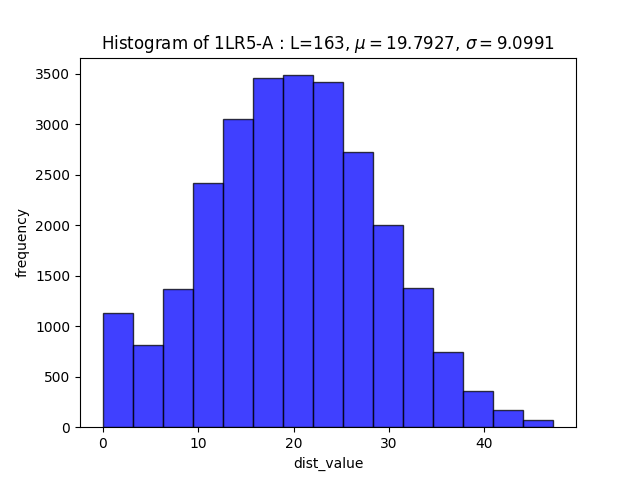 Histogram of 1LR5-A : L=163, μ = 19.7927, σ = 9.0991
3500
3000
2500
2000
1500
1000
500
0
frequency
0 10 20 30 40
dist_value